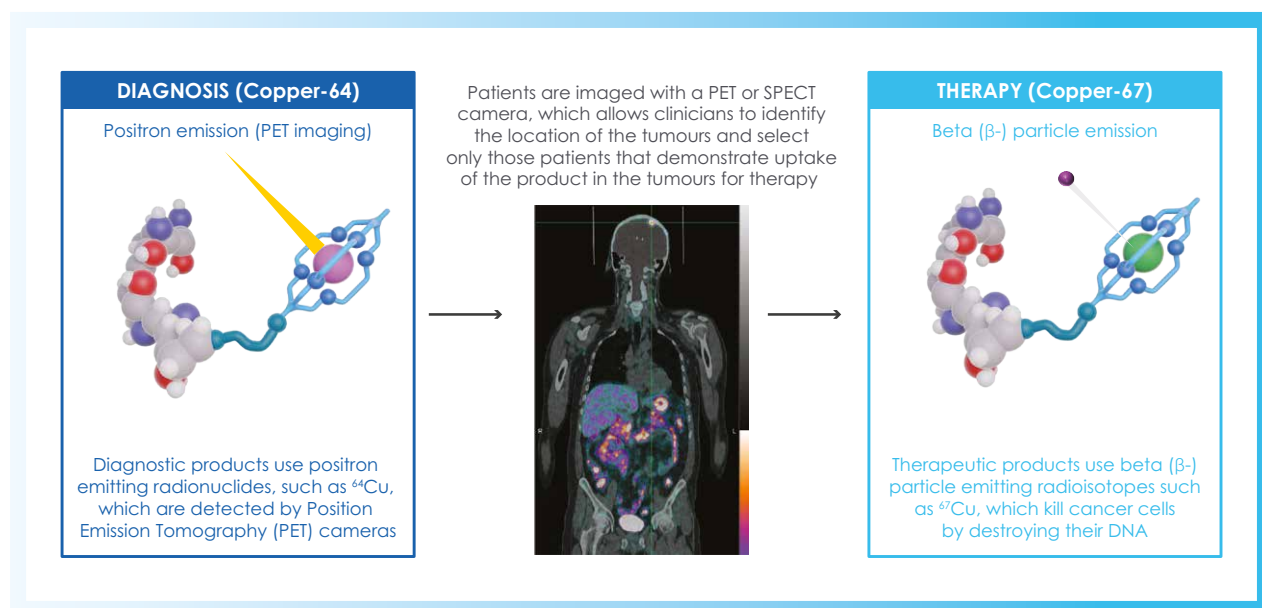 DIAGNOSIS (Copper-64)
Positron emission (PET imaging)
Diagnostic products use positron
emitting radionuclides, such as ⁶⁴Cu,
which are detected by Position
Emission Tomography (PET) cameras
Patients are imaged with a PET or SPECT
camera, which allows clinicians to identify
the location of the tumours and select
only those patients that demonstrate uptake
of the product in the tumours for therapy
R
L
THERAPY (Copper-67)
Beta (β-) particle emission
Therapeutic products use beta (β-)
particle emitting radioisotopes such
as ⁶⁷Cu, which kill cancer cells
by destroying their DNA